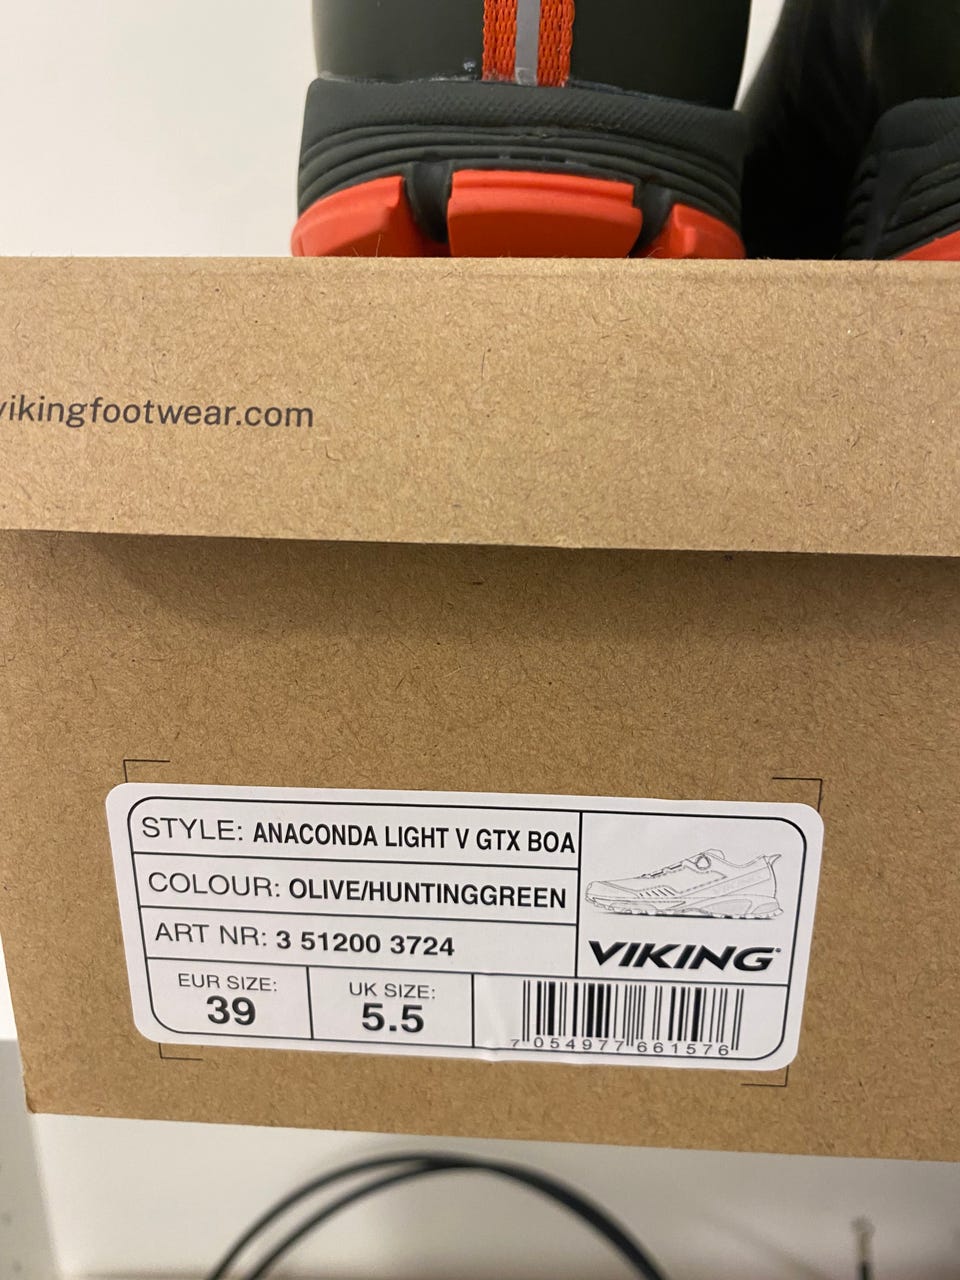 vikingfootwear.com
STYLE: ANACONDA LIGHT V GTX BOA
COLOUR: OLIVE/HUNTINGGREEN
ART NR: 3 51200 3724
VIKING
EUR SIZE:
39
UK SIZE:
5.5
7 054977 661576